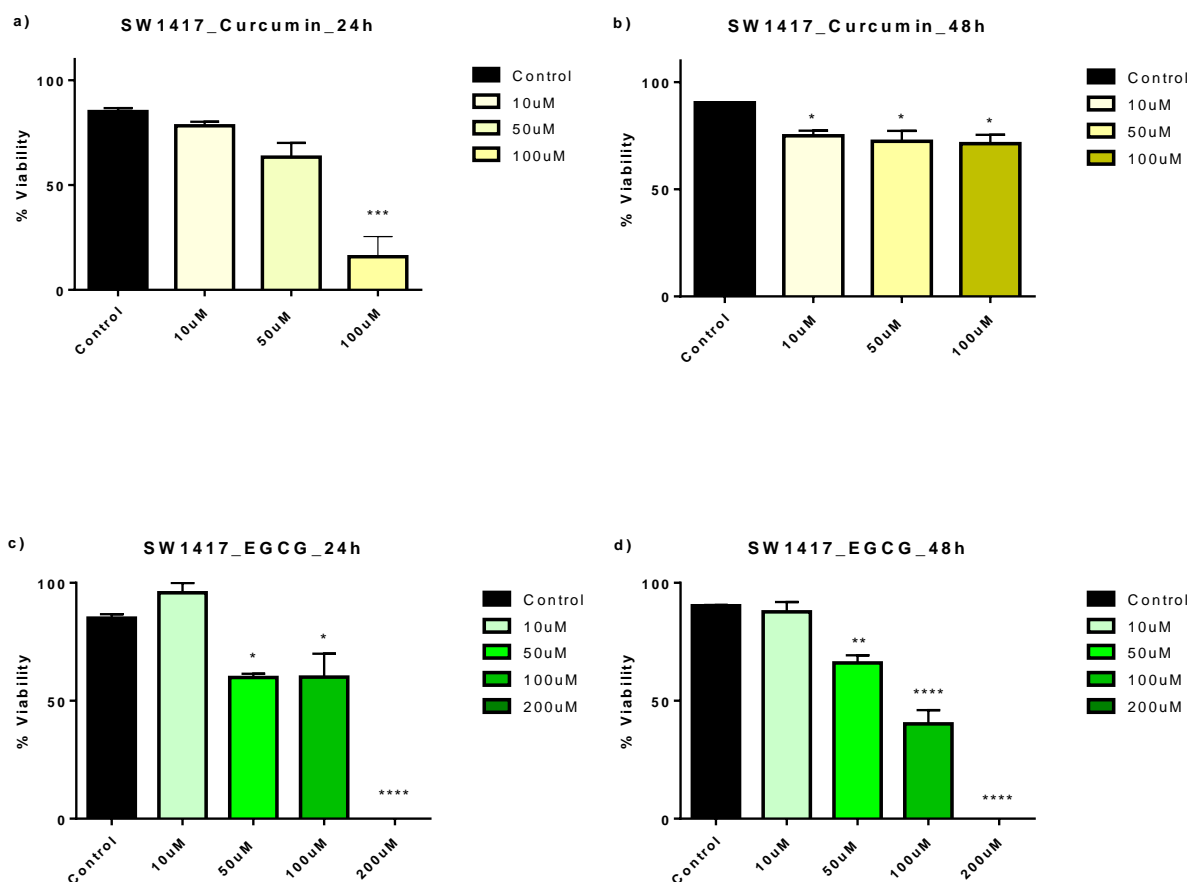 a)
SW1417_Curcumin_24h
100
50
0
% Viability
***
Control
10uM
50uM
100uM
Control
10uM
50uM
100uM
b)
SW1417_Curcumin_48h
100
50
0
% Viability
*
*
*
Control
10uM
50uM
100uM
Control
10uM
50uM
100uM
c)
SW1417_EGCG_24h
100
50
0
% Viability
*
*
****
Control
10uM
50uM
100uM
200uM
Control
10uM
50uM
100uM
200uM
d)
SW1417_EGCG_48h
100
50
0
% Viability
**
****
****
Control
10uM
50uM
100uM
200uM
Control
10uM
50uM
100uM
200uM